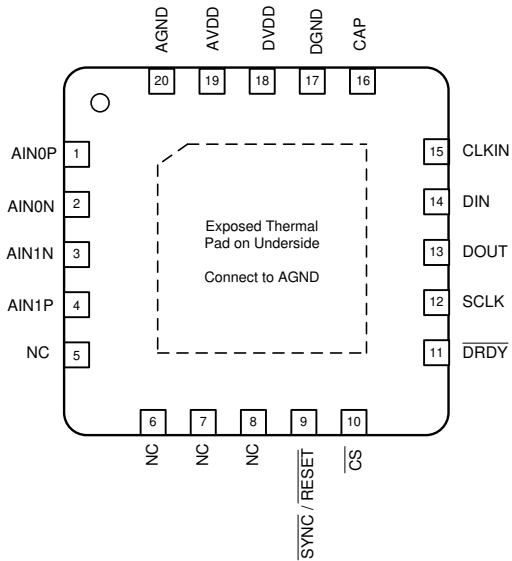 AGND
AVDD
DVDD
DGND
CAP
20
19
18
17
16
AIN0P
1
15
CLKIN
AIN0N
2
14
DIN
AIN1N
3
13
DOUT
AIN1P
4
12
SCLK
NC
5
11
DRDY
Exposed Thermal
Pad on Underside
Connect to AGND
6
7
8
9
10
NC
NC
NC
SYNC / RESET
CS